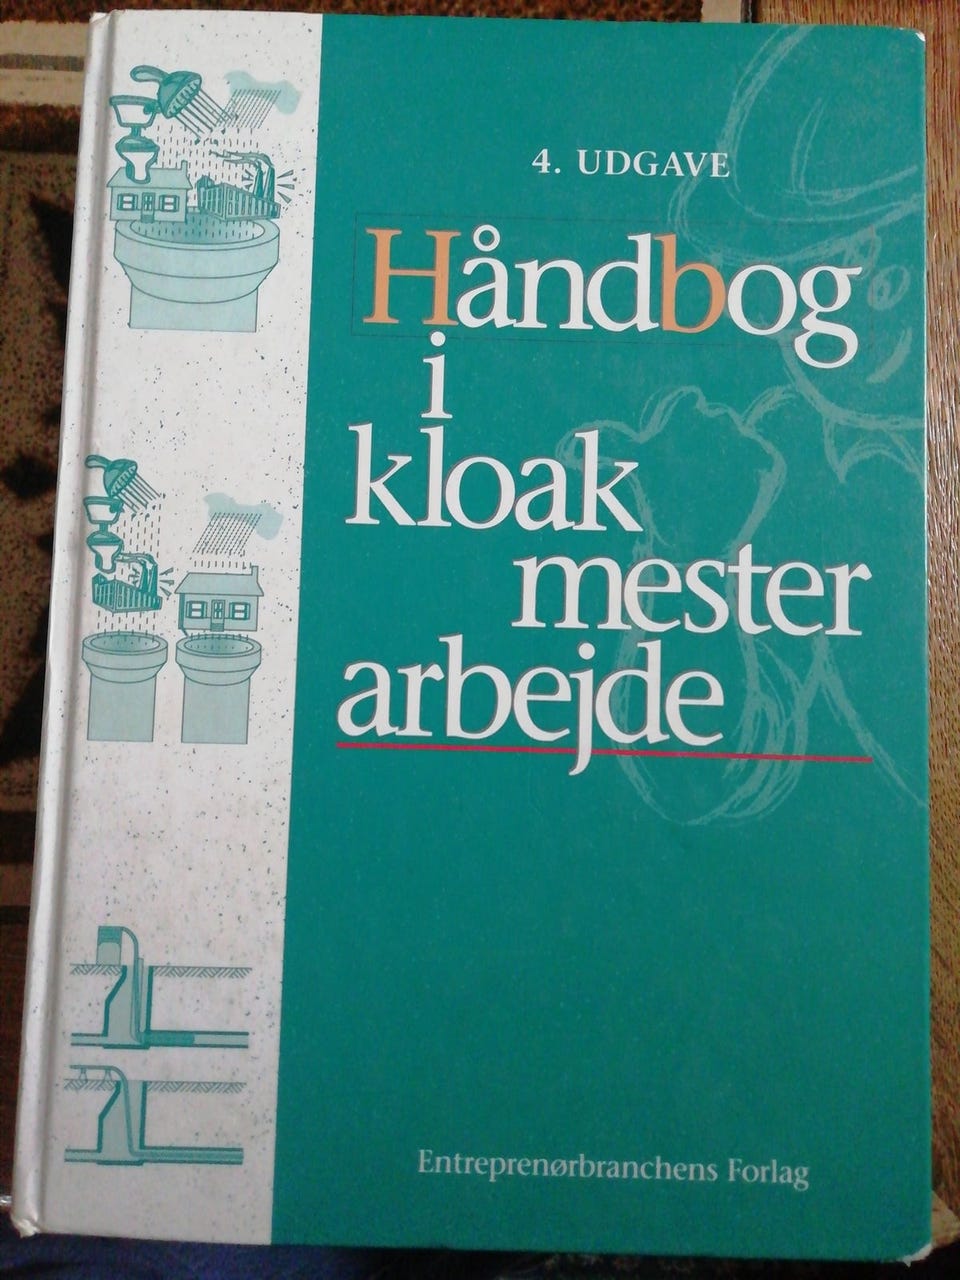 4. UDGAVE
Håndbog
i
kloak
mester
arbejde
Entreprenørbranchens Forlag